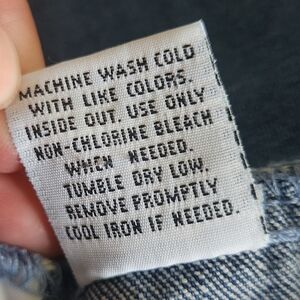 MACHINE WASH COLD
WITH LIKE COLORS.
INSIDE OUT. USE ONLY
NON-CHLORINE BLEACH
WHEN NEEDED.
TUMBLE DRY LOW.
REMOVE PROMPTLY
COOL IRON IF NEEDED.